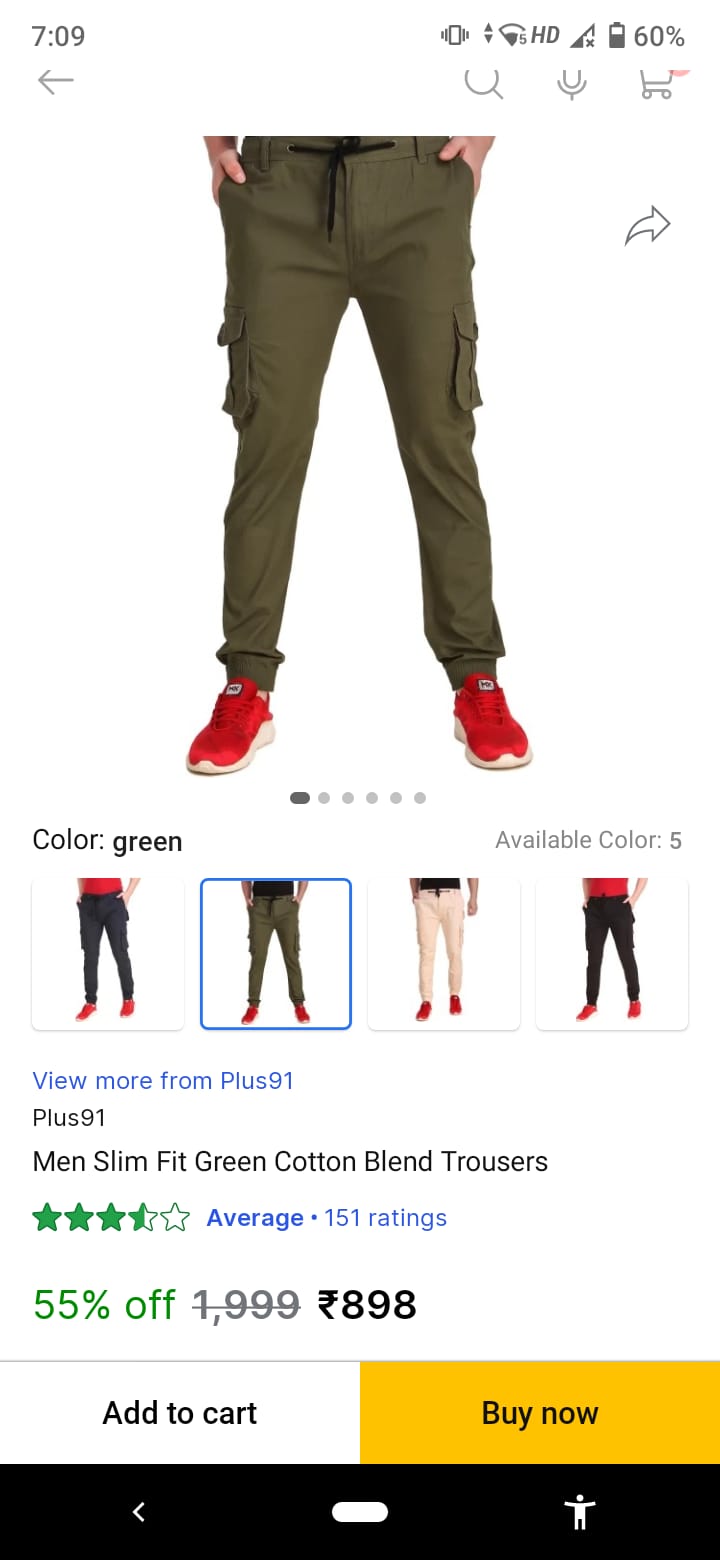 7:09 5 HD 60%
Color: green Available Color: 5
View more from Plus91
Plus91
Men Slim Fit Green Cotton Blend Trousers
Average • 151 ratings
55% off 1,999 ₹898
Add to cart Buy now